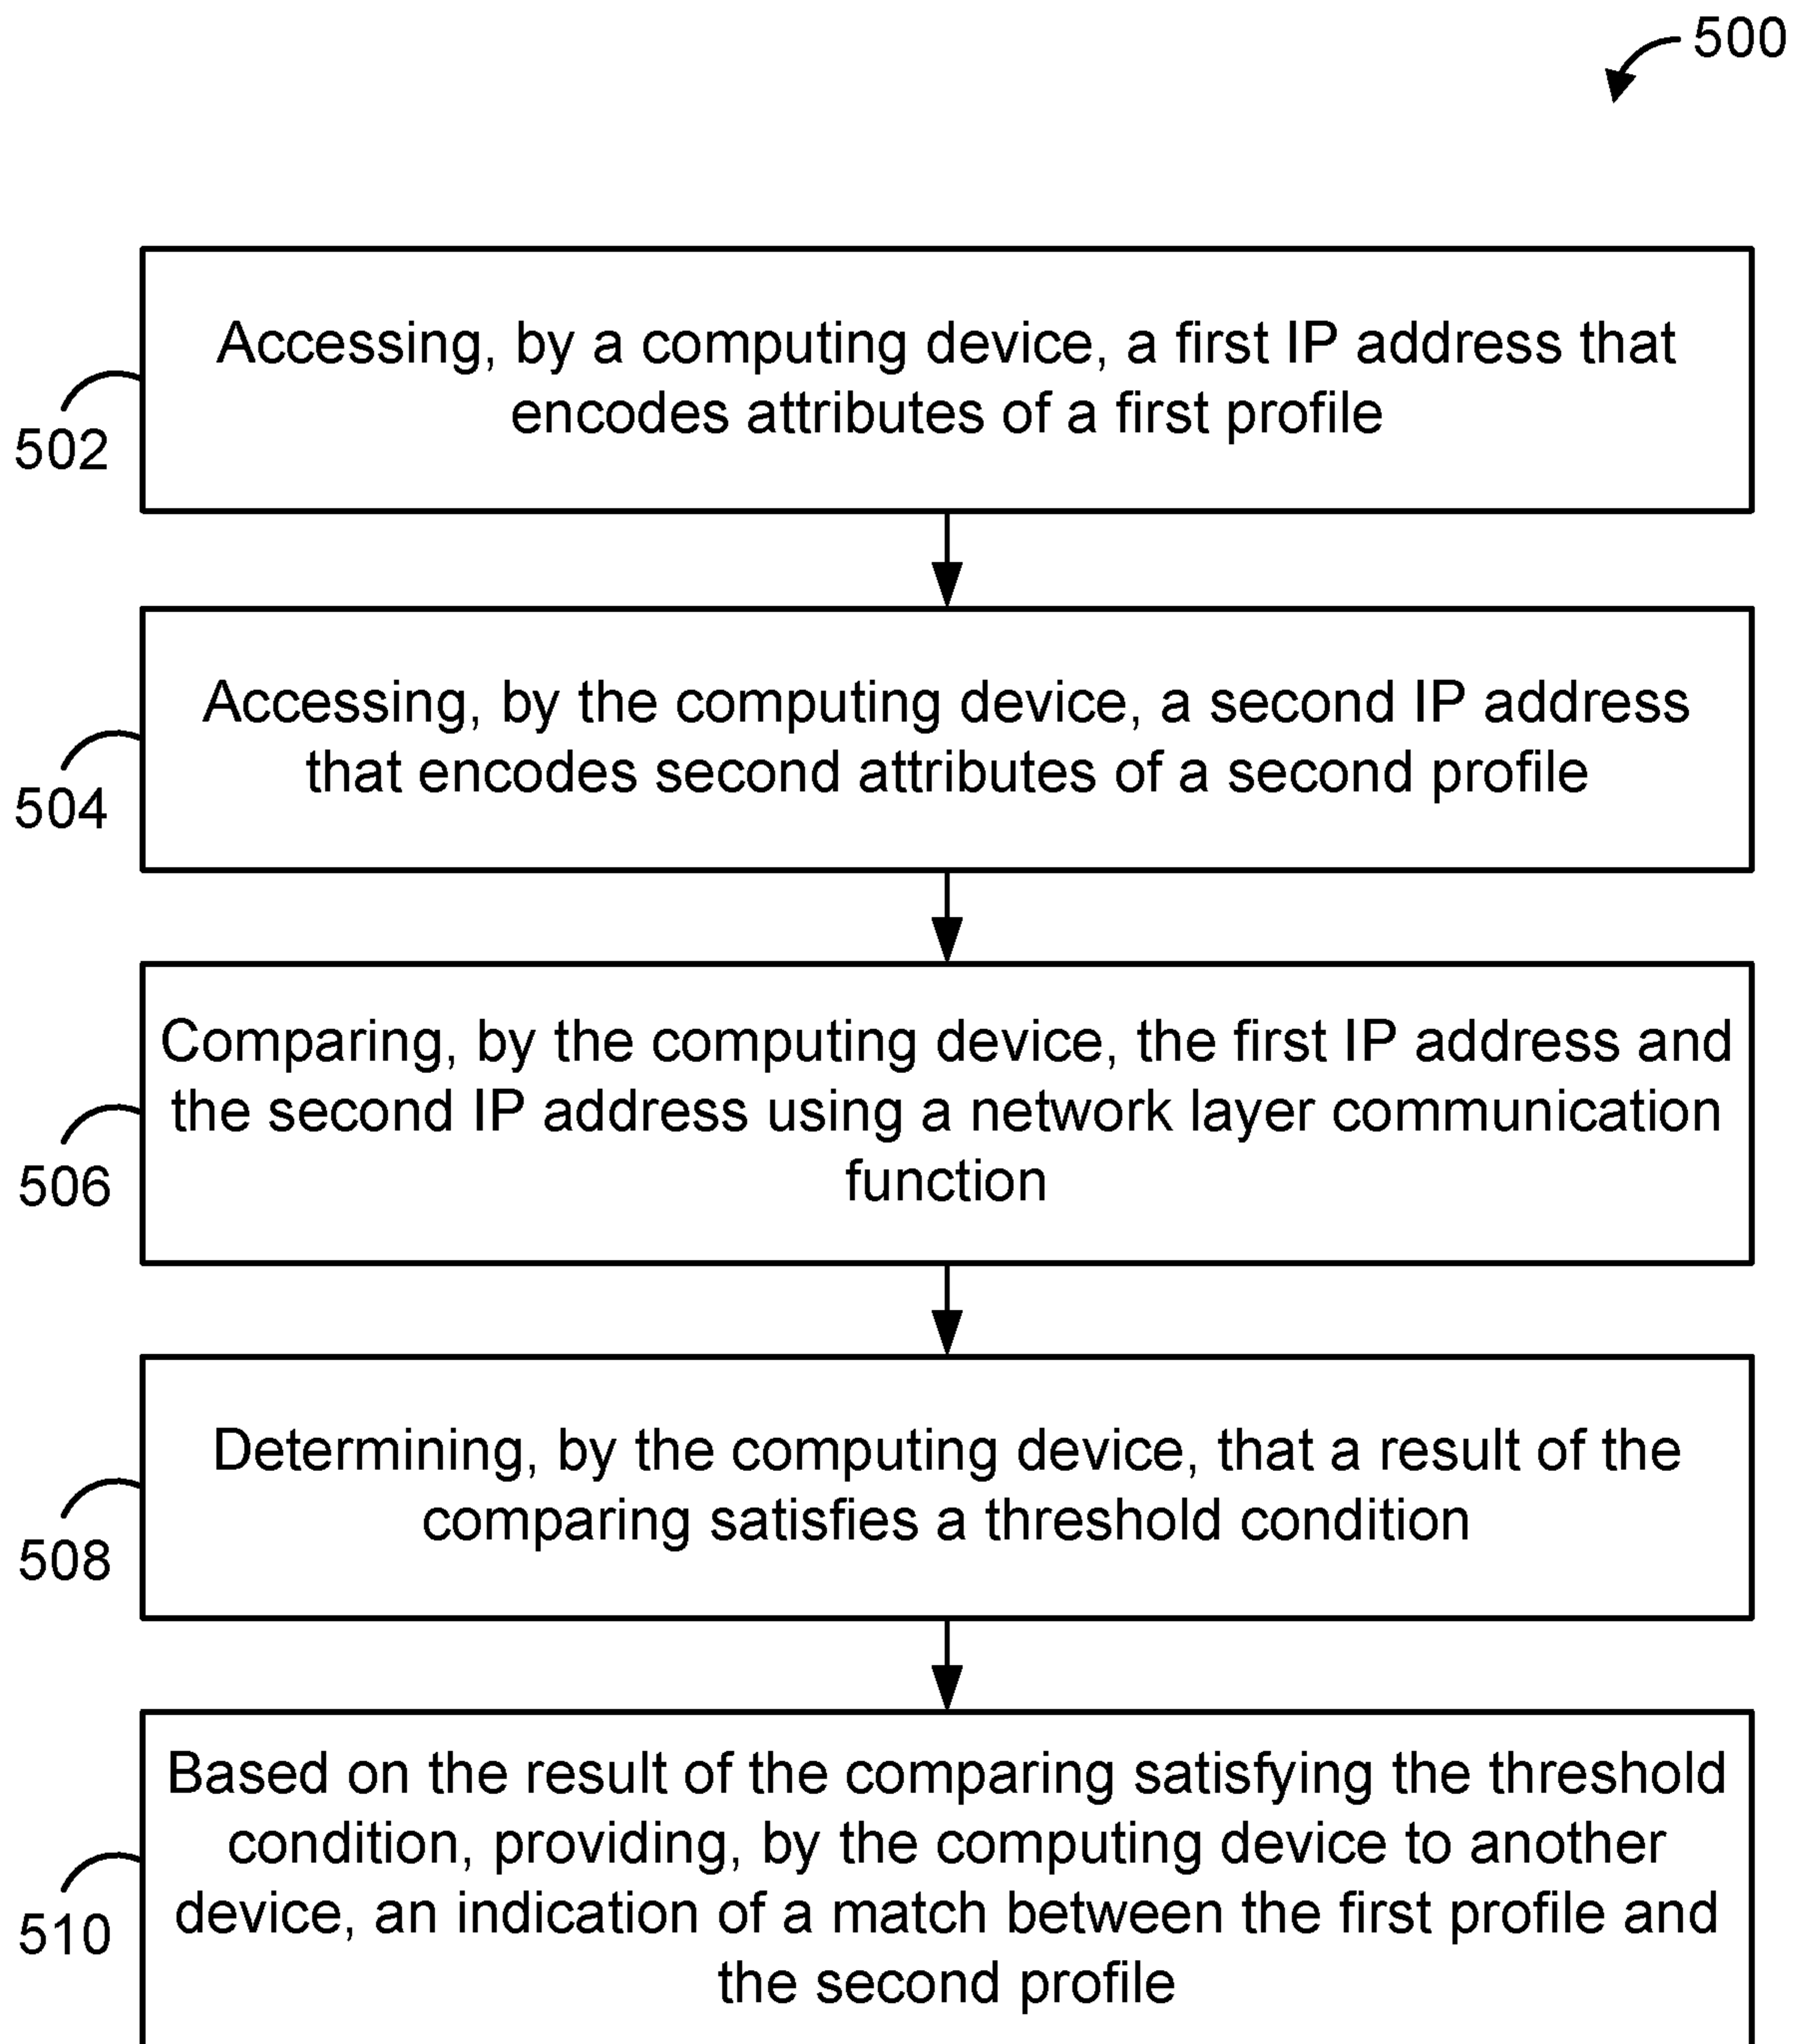 500
Accessing, by a computing device, a first IP address that
encodes attributes of a first profile
502
Accessing, by the computing device, a second IP address
that encodes second attributes of a second profile
504
Comparing, by the computing device, the first IP address and
the second IP address using a network layer communication
function
506
Determining, by the computing device, that a result of the
comparing satisfies a threshold condition
508
Based on the result of the comparing satisfying the threshold
condition, providing, by the computing device to another
device, an indication of a match between the first profile and
the second profile
510